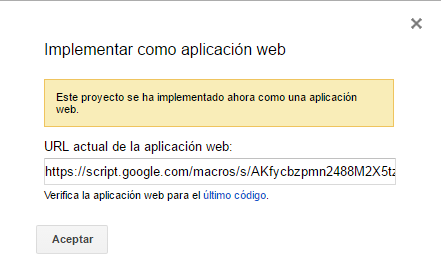 Implementar como aplicación web
Este proyecto se ha implementado ahora como una aplicación
web.
URL actual de la aplicación web:
https://script.google.com/macros/s/AKfycbzpmn2488M2X5tz
Verifica la aplicación web para el último código.
Aceptar